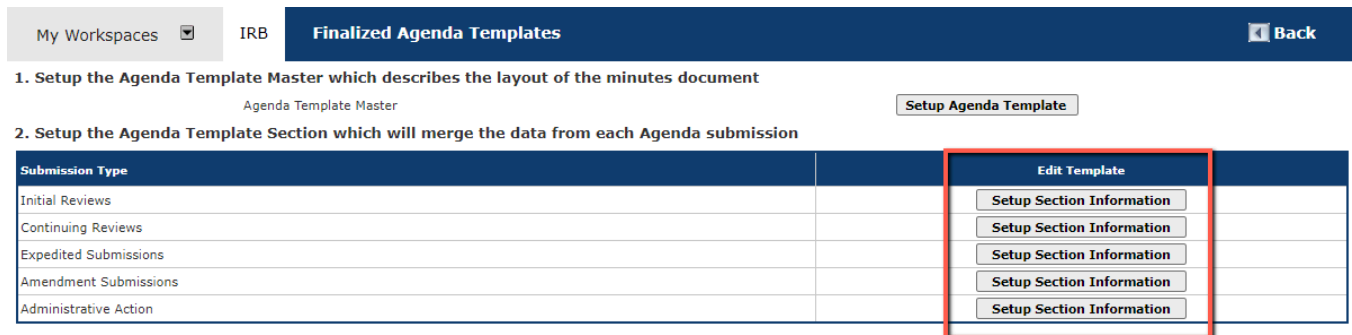 My Workspaces IRB Finalized Agenda Templates Back
1. Setup the Agenda Template Master which describes the layout of the minutes document
Agenda Template Master Setup Agenda Template
2. Setup the Agenda Template Section which will merge the data from each Agenda submission
Submission Type Edit Template
Initial Reviews Setup Section Information
Continuing Reviews Setup Section Information
Expedited Submissions Setup Section Information
Amendment Submissions Setup Section Information
Administrative Action Setup Section Information